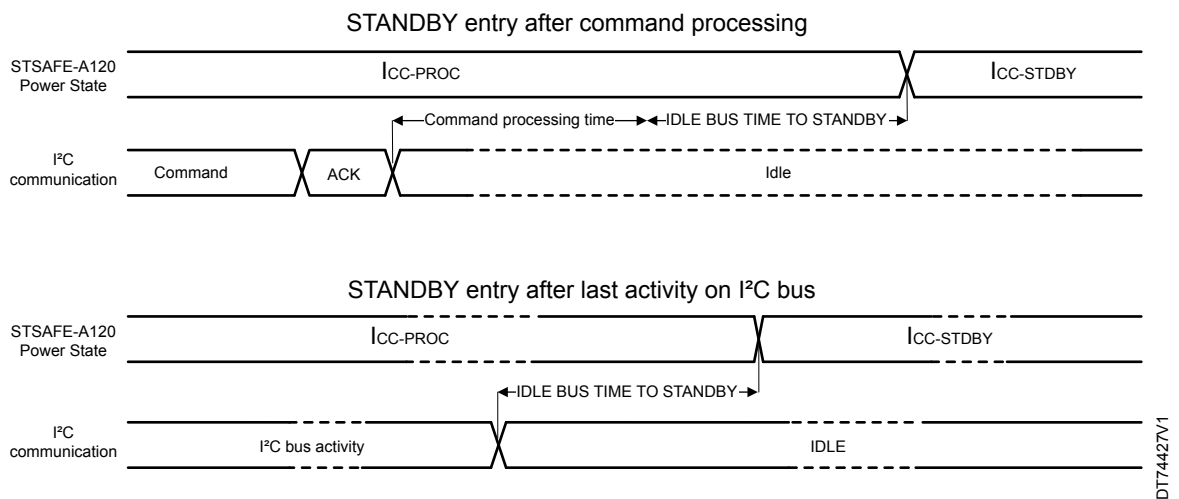 STANDBY entry after command processing
STSAFE-A120
Power State
ICC-PROC
ICC-STDBY
Command processing time
IDLE BUS TIME TO STANDBY
I²C
communication
Command
ACK
Idle
STANDBY entry after last activity on I²C bus
STSAFE-A120
Power State
ICC-PROC
ICC-STDBY
IDLE BUS TIME TO STANDBY
I²C
communication
I²C bus activity
IDLE
DT74427V1